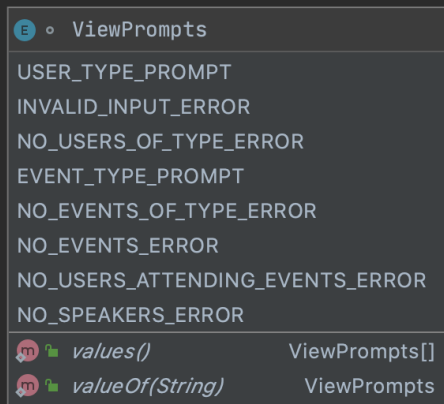 E ViewPrompts
USER_TYPE_PROMPT
INVALID_INPUT_ERROR
NO_USERS_OF_TYPE_ERROR
EVENT_TYPE_PROMPT
NO_EVENTS_OF_TYPE_ERROR
NO_EVENTS_ERROR
NO_USERS_ATTENDING_EVENTS_ERROR
NO_SPEAKERS_ERROR
m values() ViewPrompts[]
m valueOf(String) ViewPrompts